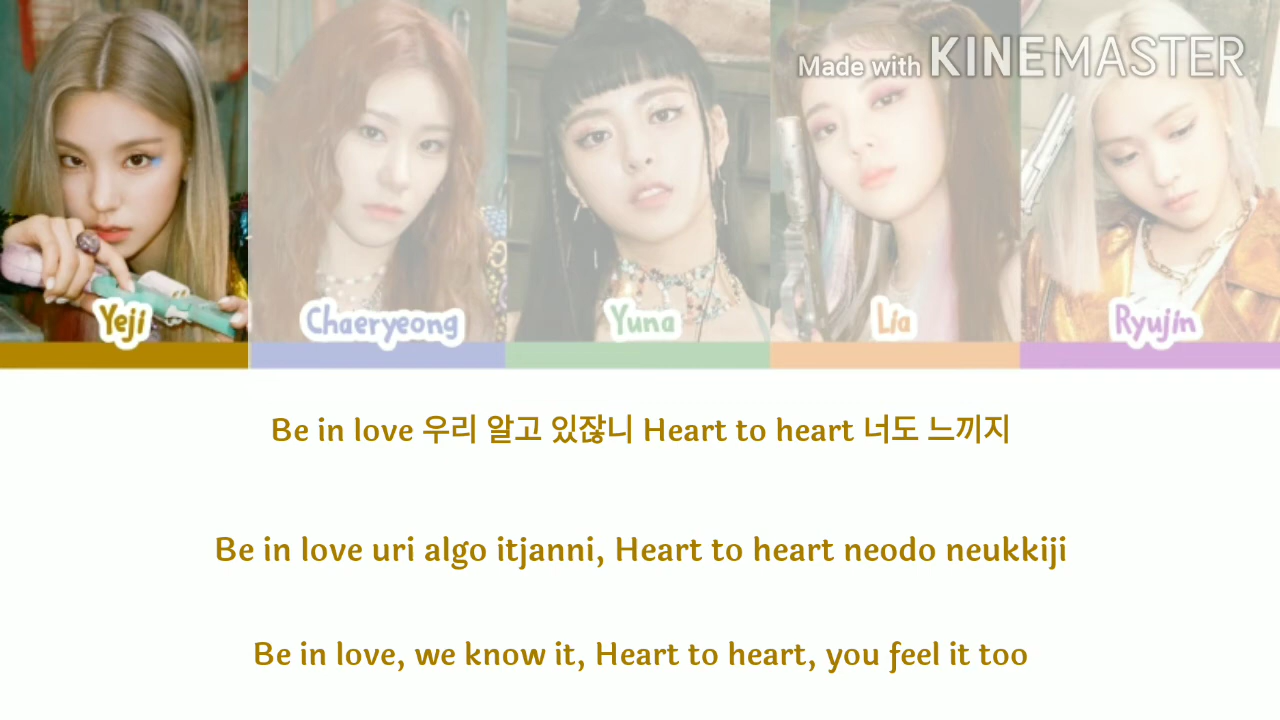 Made with KINEMASTER
Yeji
Chaeryeong
Yuna
Lia
Ryujin
Be in love 우리 알고 있잖니 Heart to heart 너도 느끼지
Be in love uri algo itjanni, Heart to heart neodo neukkiji
Be in love, we know it, Heart to heart, you feel it too